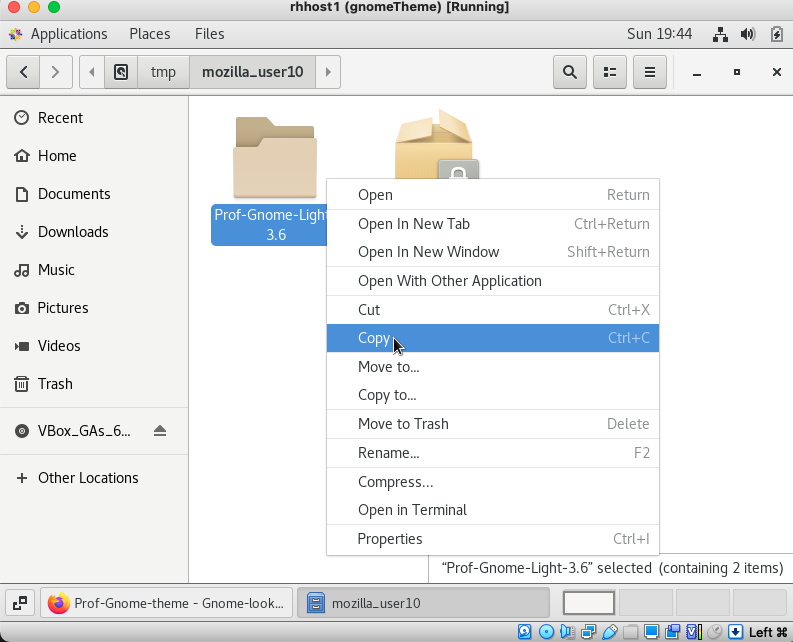 rhhost1 (gnomeTheme) [Running]
Applications Places Files Sun 19:44
tmp mozilla_user10
Recent
Home
Documents
Downloads
Music
Pictures
Videos
Trash
VBox_GAs_6...
Other Locations
Prof-Gnome-Light
3.6
Open Return
Open In New Tab Ctrl+Return
Open In New Window Shift+Return
Open With Other Application
Cut Ctrl+X
Copy Ctrl+C
Move to...
Copy to...
Move to Trash Delete
Rename... F2
Compress...
Open in Terminal
Properties Ctrl+I
“Prof-Gnome-Light-3.6” selected (containing 2 items)
Prof-Gnome-theme - Gnome-look... mozilla_user10
Left ⌘